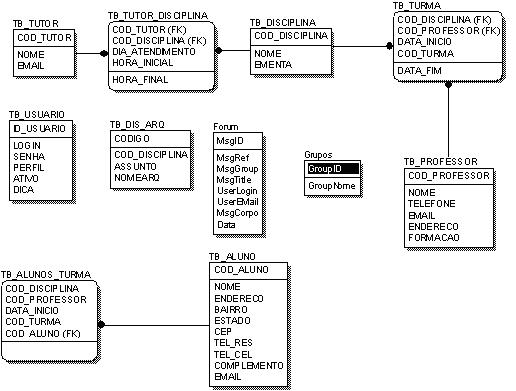 TB_TUTOR
COD_TUTOR
NOME
EMAIL
TB_TUTOR_DISCIPLINA
COD_TUTOR (FK)
COD_DISCIPLINA (FK)
DIA_ATENDIMENTO
HORA_INICIAL
HORA_FINAL
TB_DISCIPLINA
COD_DISCIPLINA
NOME
EMENTA
TB_TURMA
COD_DISCIPLINA (FK)
COD_PROFESSOR (FK)
DATA_INICIO
COD_TURMA
DATA_FIM
TB_USUARIO
ID_USUARIO
LOGIN
SENHA
PERFIL
ATIVO
DICA
TB_DIS_ARQ
CODIGO
COD_DISCIPLINA
ASSUNTO
NOMEARQ
Forum
MsgID
MsgRef
MsgGroup
MsgTitle
UserLogin
UserEMail
MsgCorpo
Data
Grupos
GroupID
GroupNome
TB_PROFESSOR
COD_PROFESSOR
NOME
TELEFONE
EMAIL
ENDERECO
FORMACAO
TB_ALUNOS_TURMA
COD_DISCIPLINA
COD_PROFESSOR
DATA_INICIO
COD_TURMA
COD_ALUNO (FK)
TB_ALUNO
COD_ALUNO
NOME
ENDERECO
BAIRRO
ESTADO
CEP
TEL_RES
TEL_CEL
COMPLEMENTO
EMAIL